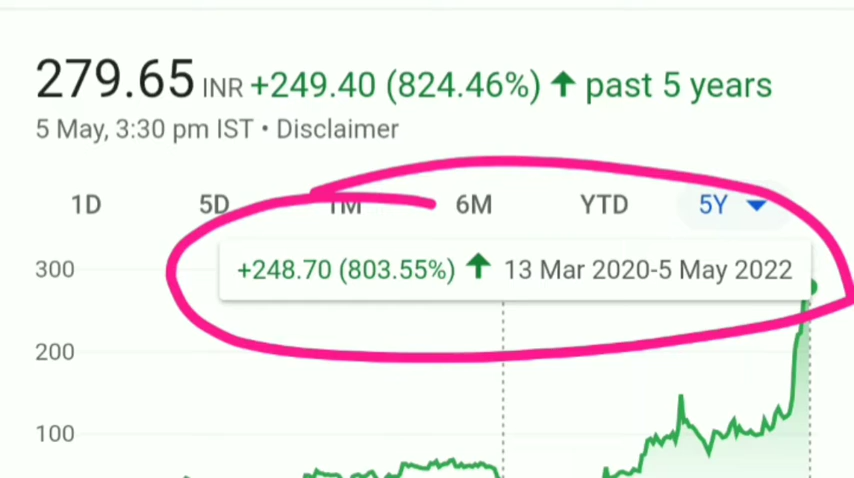 279.65 INR +249.40 (824.46%) ↑ past 5 years
5 May, 3:30 pm IST • Disclaimer
1D 5D 1M 6M YTD 5Y
+248.70 (803.55%) ↑ 13 Mar 2020-5 May 2022
300
200
100